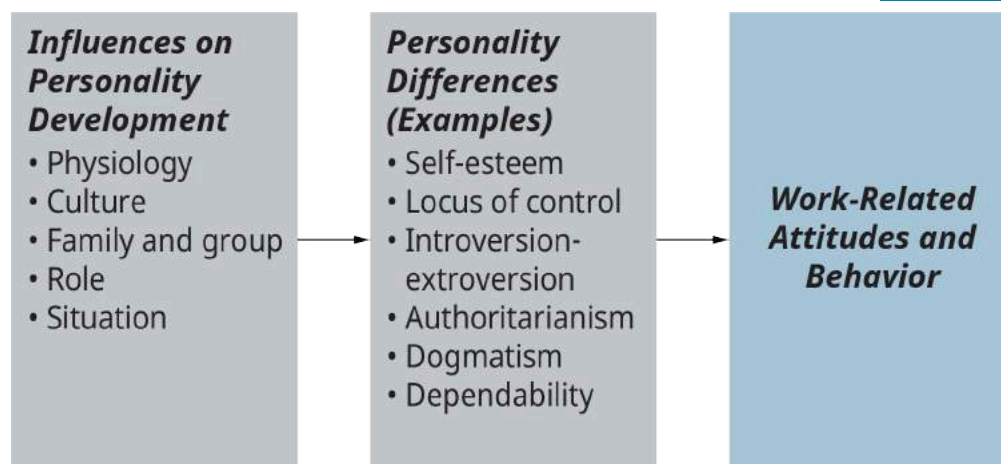 Influences on
Personality
Development
• Physiology
• Culture
• Family and group
• Role
• Situation
Personality
Differences
(Examples)
• Self-esteem
• Locus of control
• Introversion-
extroversion
• Authoritarianism
• Dogmatism
• Dependability
Work-Related
Attitudes and
Behavior